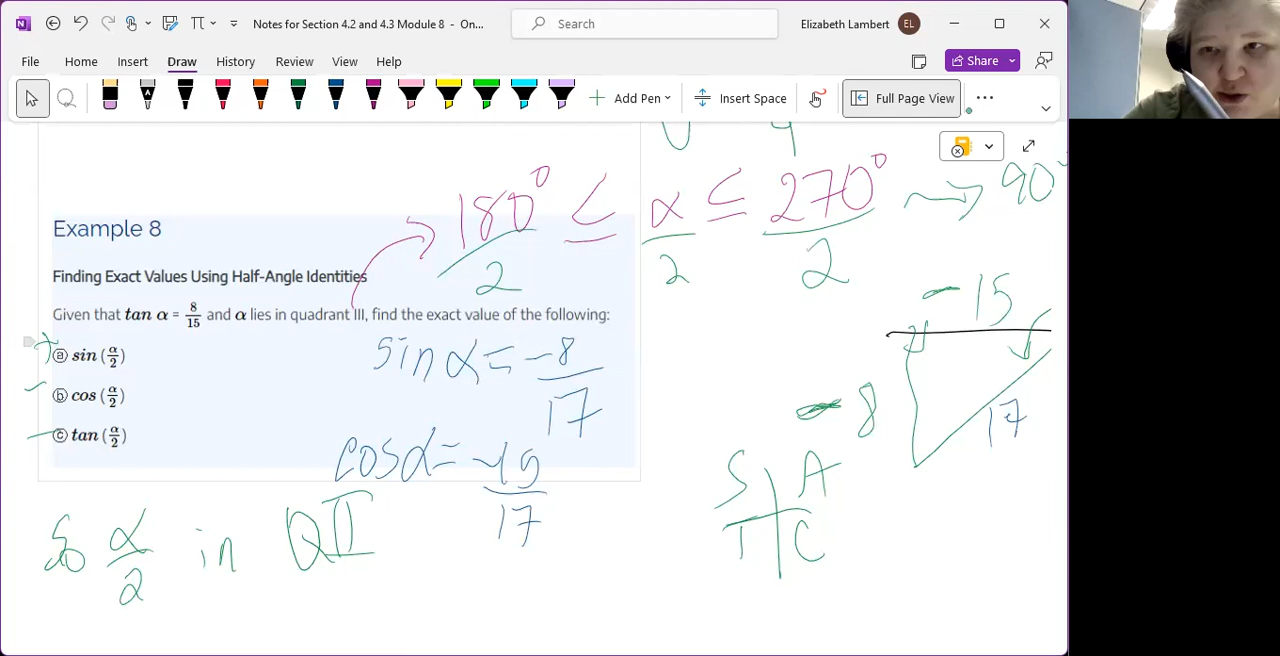 Notes for Section 4.2 and 4.3 Module 8 - On...
Search
Elizabeth Lambert EL
File Home Insert Draw History Review View Help
Share
Add Pen
Insert Space
Full Page View
180° ≤ α ≤ 270° ⇝ 90°
2 2 2
Example 8
Finding Exact Values Using Half-Angle Identities
Given that tan α = 8/15 and α lies in quadrant III, find the exact value of the following:
+ ⓐ sin (α/2)
- ⓑ cos (α/2)
- ⓒ tan (α/2)
sin α = -8/17
cos α = -15/17
-15
-8
17
S A
T C
So α/2 in QII